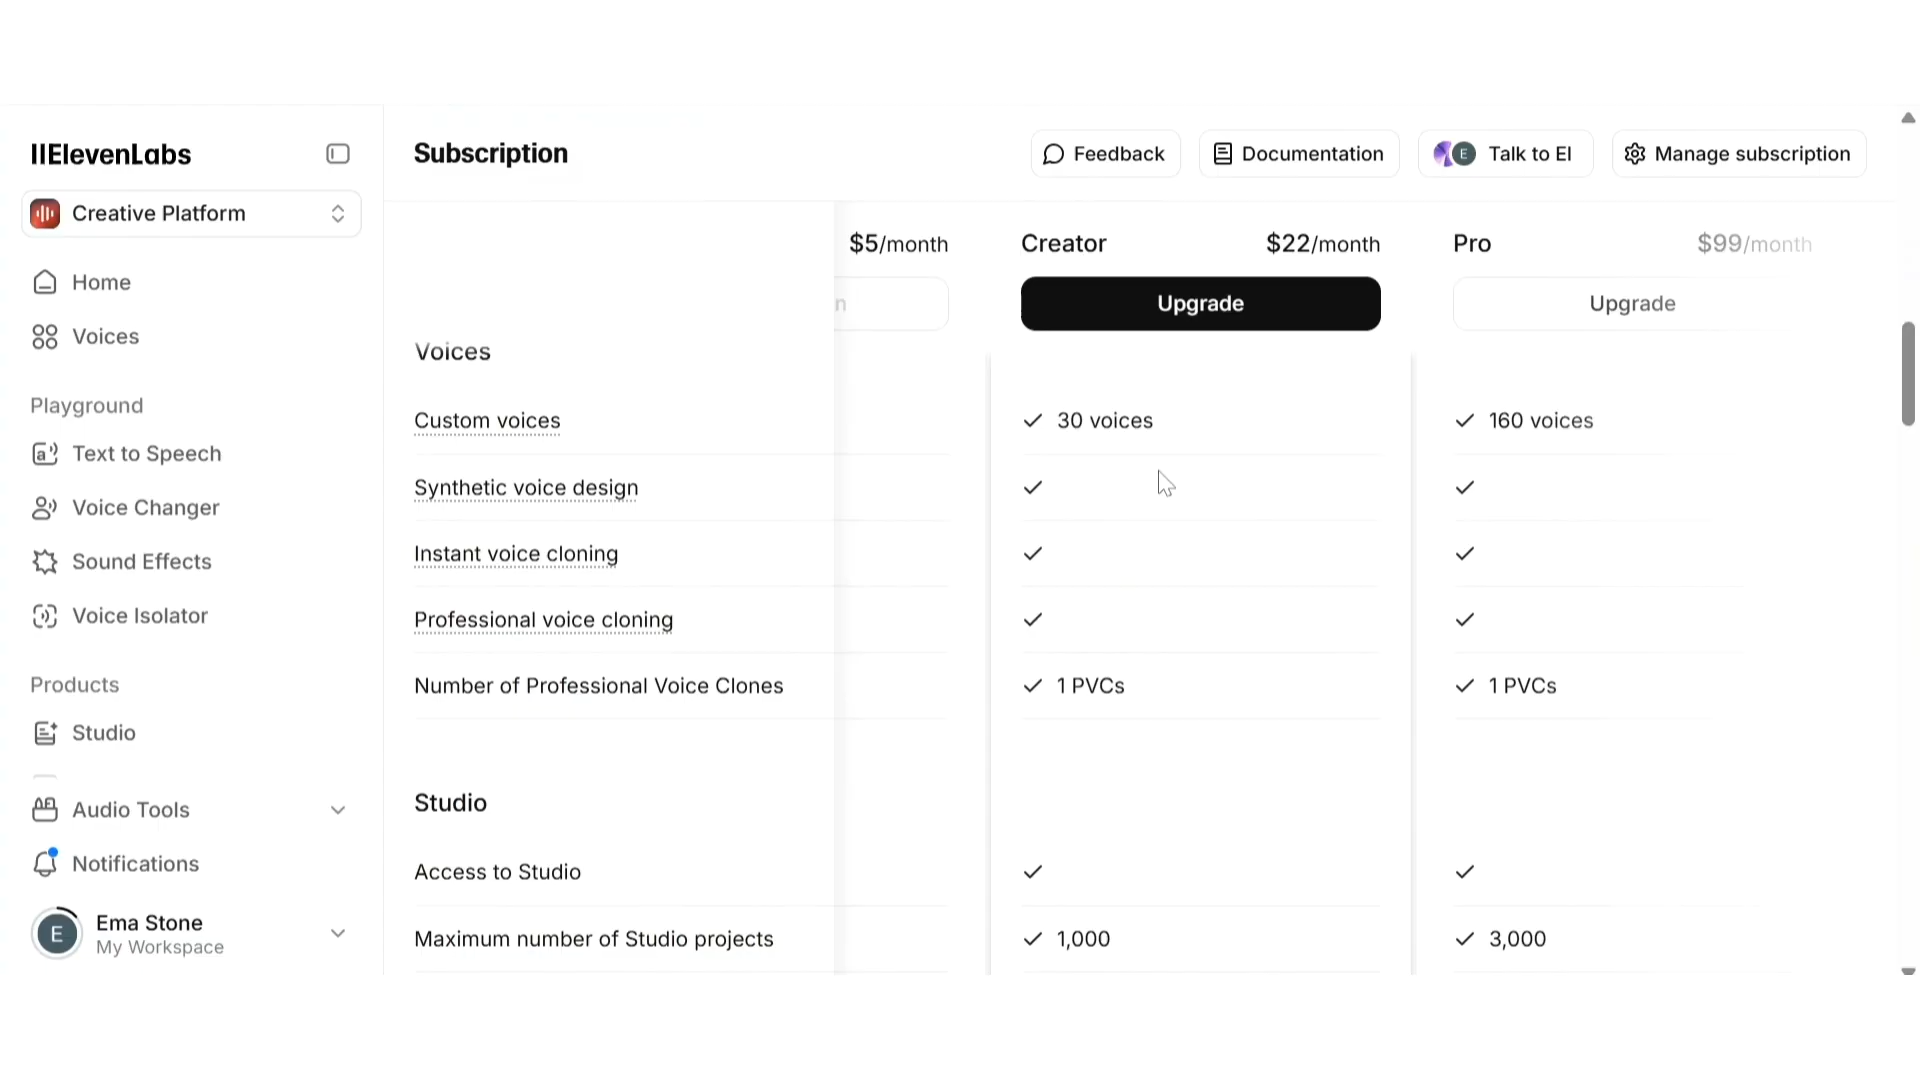 IIElevenLabs
Creative Platform
Home
Voices
Playground
Text to Speech
Voice Changer
Sound Effects
Voice Isolator
Products
Studio
Audio Tools
Notifications
E
Ema Stone
My Workspace
Subscription
Feedback
Documentation
E
Talk to El
Manage subscription
$5/month
Creator $22/month
Pro $99/month
n
Upgrade
Upgrade
Voices
Custom voices
30 voices
160 voices
Synthetic voice design
Instant voice cloning
Professional voice cloning
Number of Professional Voice Clones
1 PVCs
1 PVCs
Studio
Access to Studio
Maximum number of Studio projects
1,000
3,000